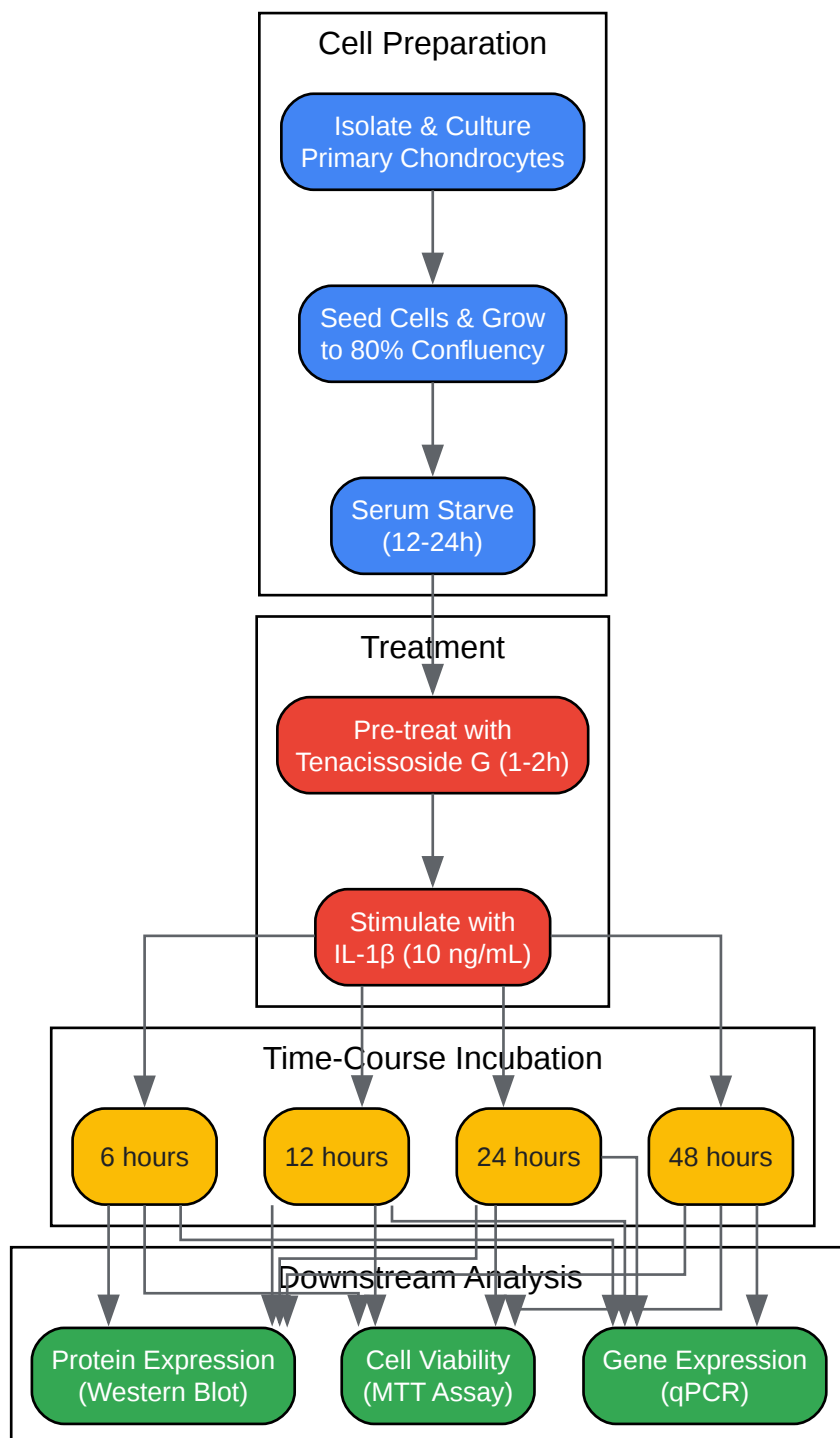 Cell Preparation
Isolate & Culture
Primary Chondrocytes
Seed Cells & Grow
to 80% Confluency
Serum Starve
(12-24h)
Treatment
Pre-treat with
Tenacissoside G (1-2h)
Stimulate with
IL-1β (10 ng/mL)
Time-Course Incubation
6 hours
12 hours
24 hours
48 hours
Downstream Analysis
Protein Expression
(Western Blot)
Cell Viability
(MTT Assay)
Gene Expression
(qPCR)